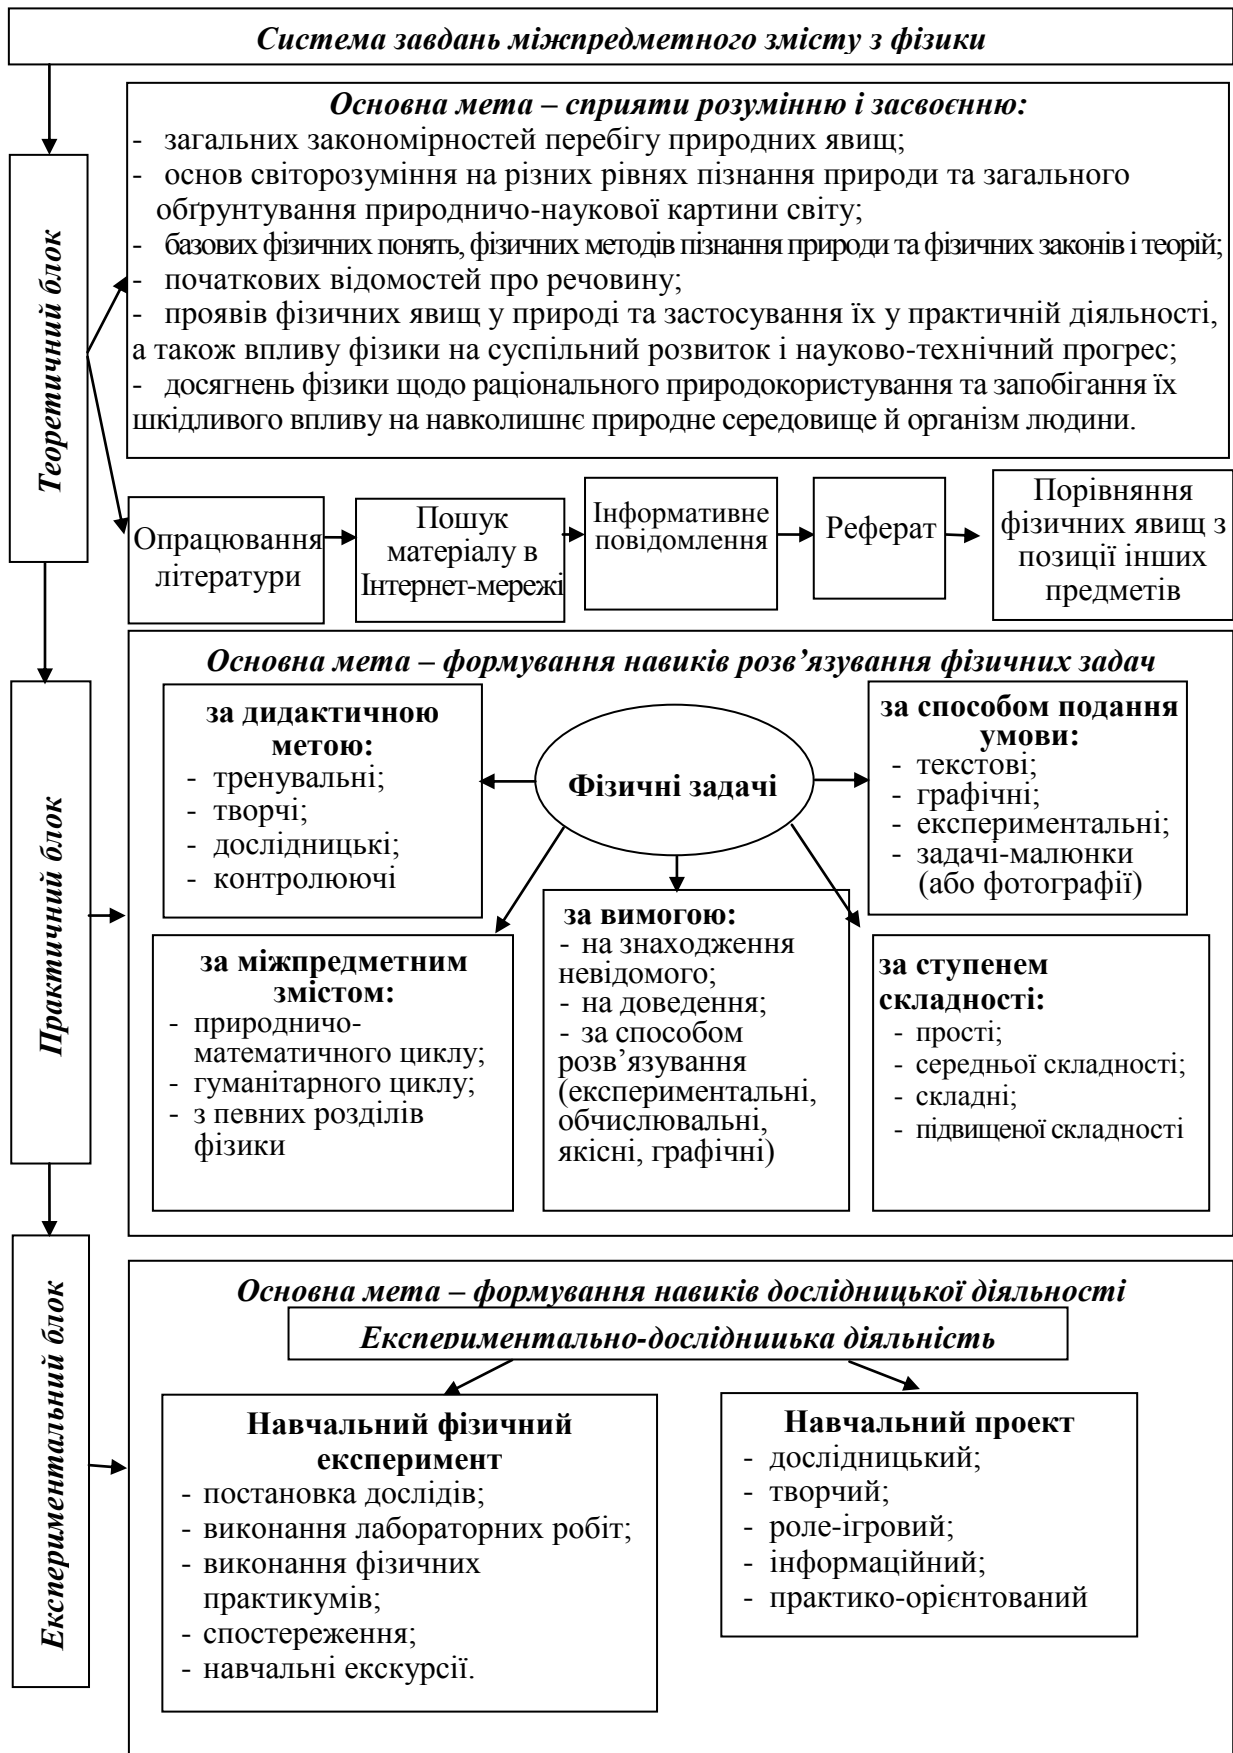 Система завдань міжпредметного змісту з фізики
Теоретичний блок
Основна мета – сприяти розумінню і засвоєнню:
- загальних закономірностей перебігу природних явищ;
- основ світорозуміння на різних рівнях пізнання природи та загального
обґрунтування природничо-наукової картини світу;
- базових фізичних понять, фізичних методів пізнання природи та фізичних законів і теорій;
- початкових відомостей про речовину;
- проявів фізичних явищ у природі та застосування їх у практичній діяльності,
а також впливу фізики на суспільний розвиток і науково-технічний прогрес;
- досягнень фізики щодо раціонального природокористування та запобігання їх
шкідливого впливу на навколишнє природне середовище й організм людини.
Опрацювання
літератури
Пошук
матеріалу в
Інтернет-мережі
Інформативне
повідомлення
Реферат
Порівняння
фізичних явищ з
позиції інших
предметів
Практичний блок
Основна мета – формування навиків розв’язування фізичних задач
за дидактичною
метою:
- тренувальні;
- творчі;
- дослідницькі;
- контролюючі
Фізичні задачі
за способом подання
умови:
- текстові;
- графічні;
- експериментальні;
- задачі-малюнки
(або фотографії)
за міжпредметним
змістом:
- природничо-
математичного циклу;
- гуманітарного циклу;
- з певних розділів
фізики
за вимогою:
- на знаходження
невідомого;
- на доведення;
- за способом
розв’язування
(експериментальні,
обчислювальні,
якісні, графічні)
за ступенем
складності:
- прості;
- середньої складності;
- складні;
- підвищеної складності
Експериментальний блок
Основна мета – формування навиків дослідницької діяльності
Експериментально-дослідницька діяльність
Навчальний фізичний
експеримент
- постановка дослідів;
- виконання лабораторних робіт;
- виконання фізичних
практикумів;
- спостереження;
- навчальні екскурсії.
Навчальний проект
- дослідницький;
- творчий;
- роле-ігровий;
- інформаційний;
- практико-орієнтований